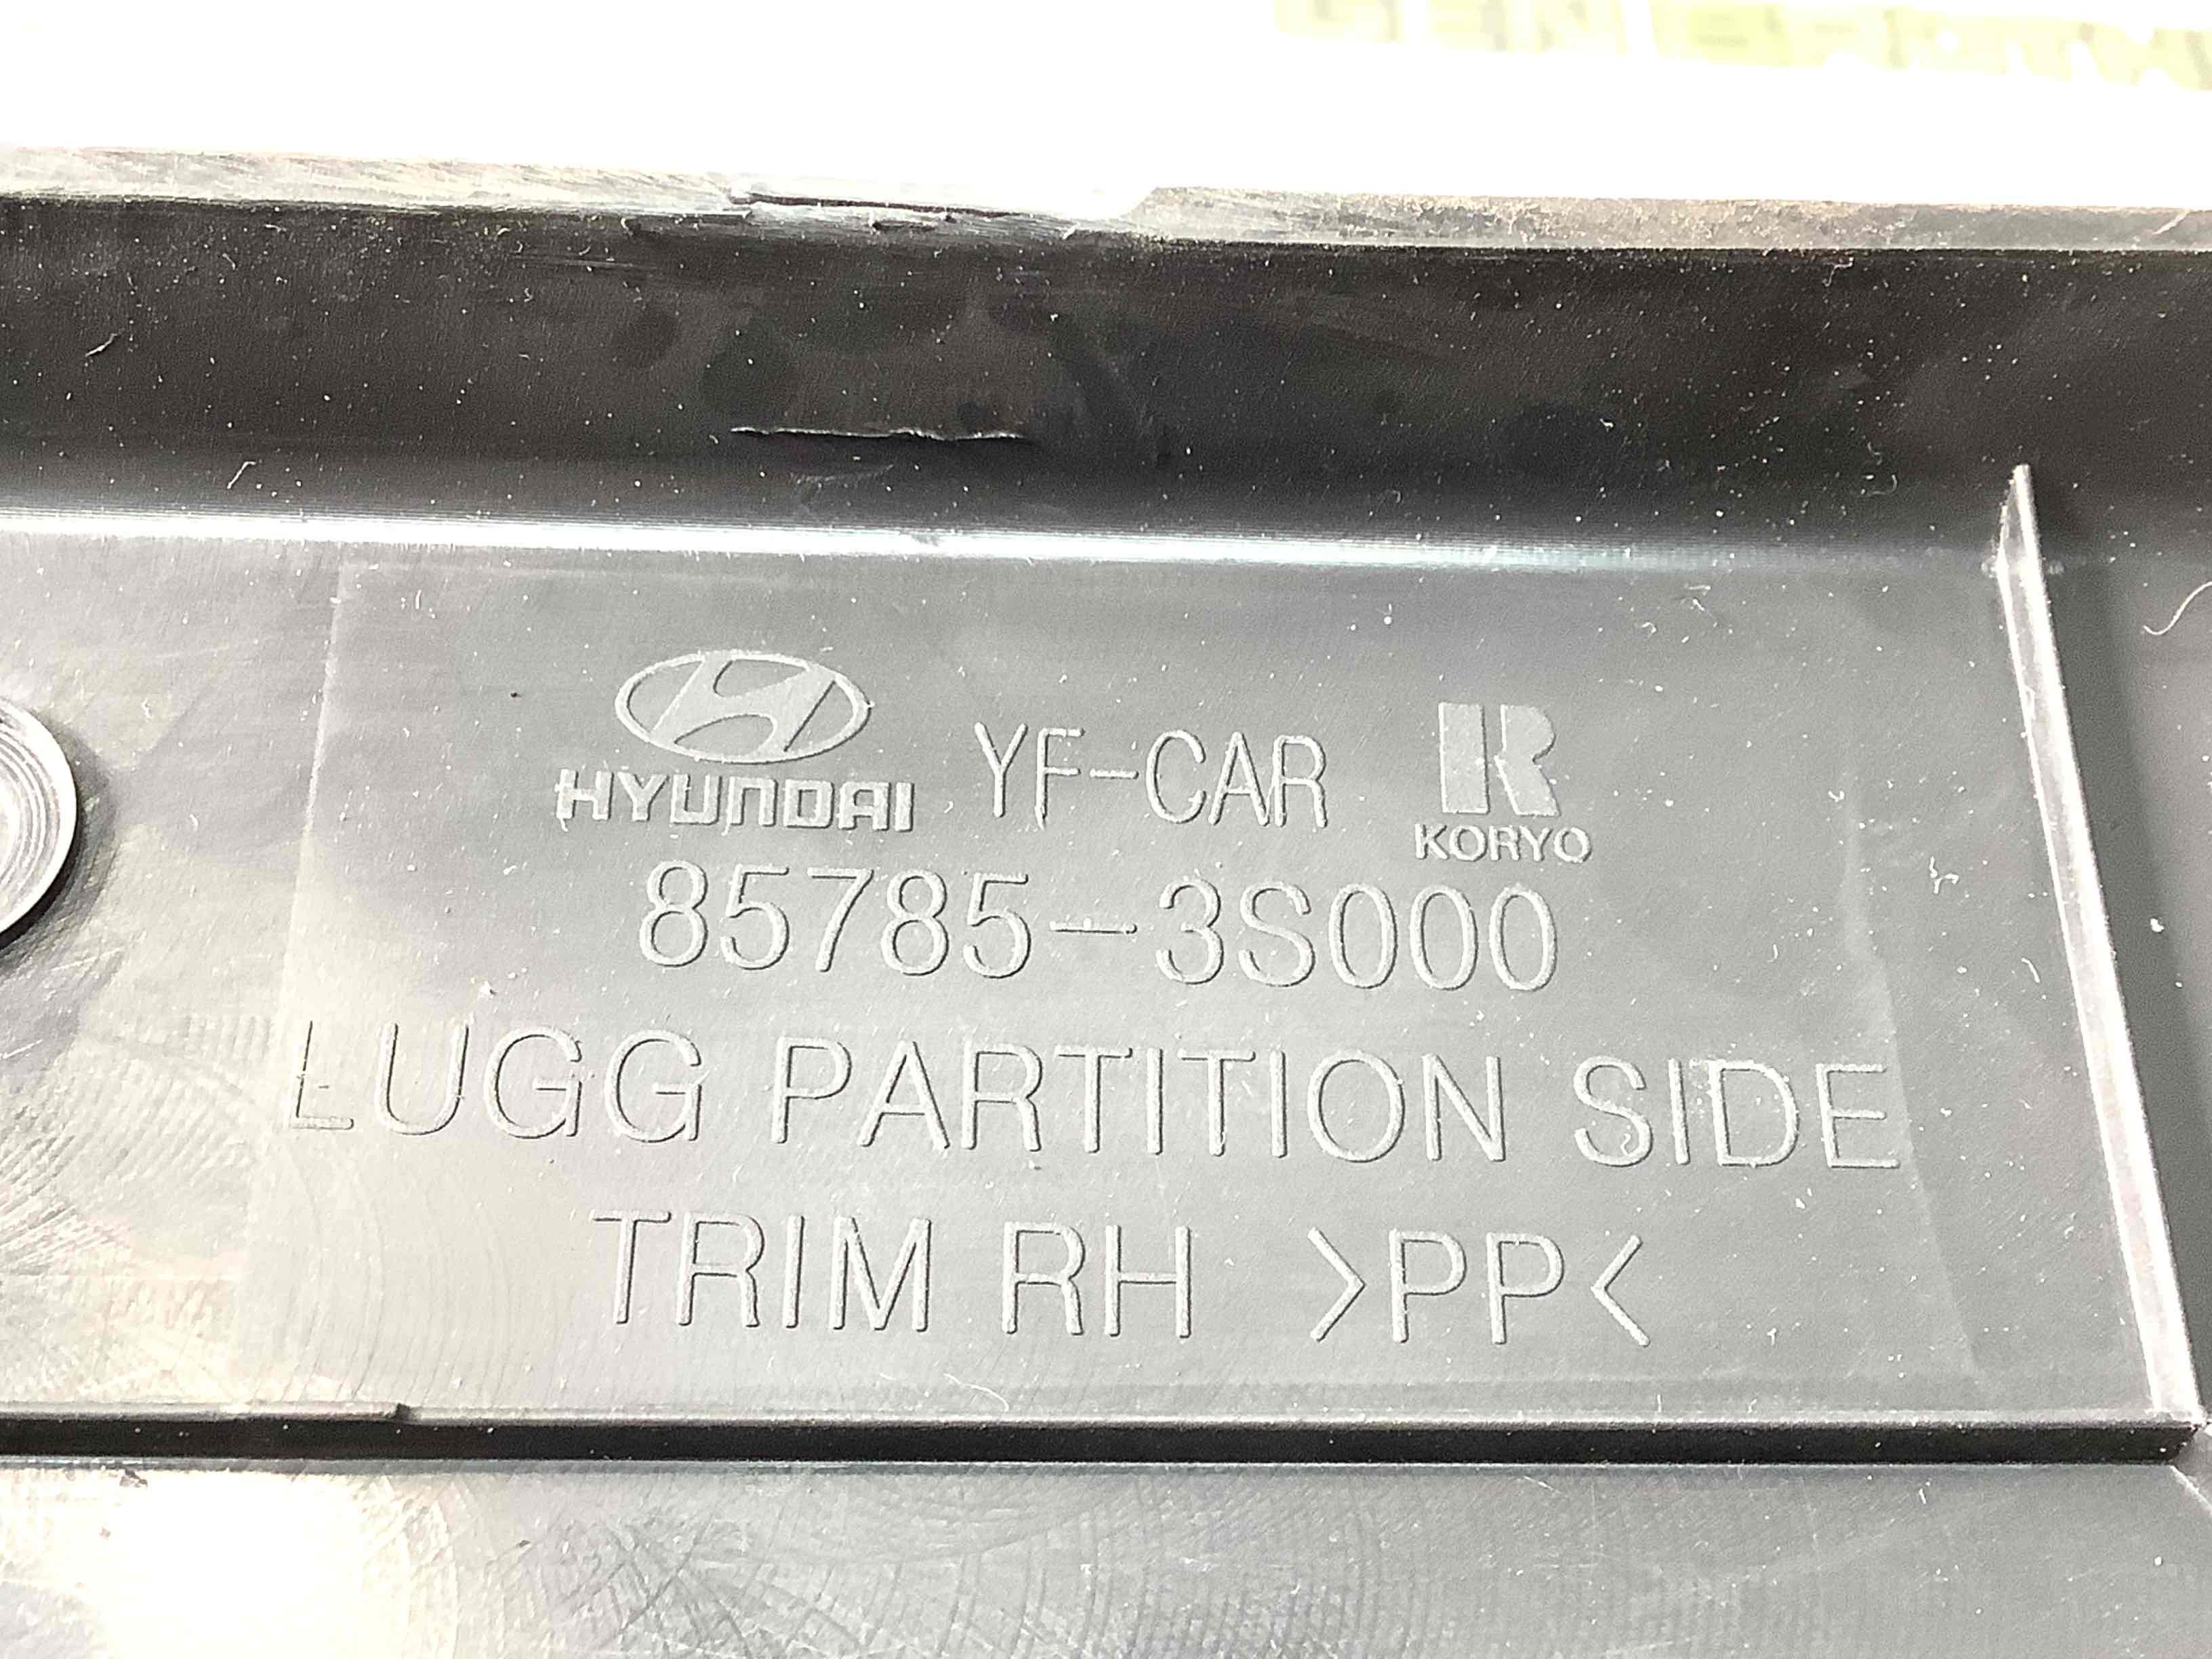 HYUNDAI YF-CAR KORYO
85785-3S000
LUGG PARTITION SIDE
TRIM RH >PP<